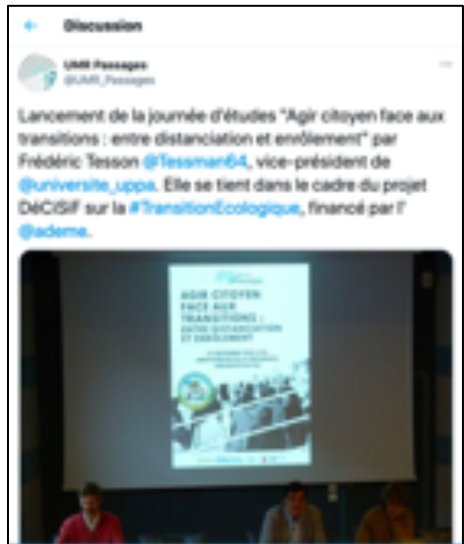 Discussion
UMR Passages
@UMR_Passages
Lancement de la journée d'études "Agir citoyen face aux
transitions : entre distanciation et enrôlement" par
Frédéric Tesson @Tessman64, vice-président de
@universite_uppa. Elle se tient dans le cadre du projet
DéCiSiF sur la #TransitionEcologique, financé par l'
@ademe.
AGIR CITOYEN
FACE AUX
TRANSITIONS :
ENTRE DISTANCIATION
ET ENRÔLEMENT